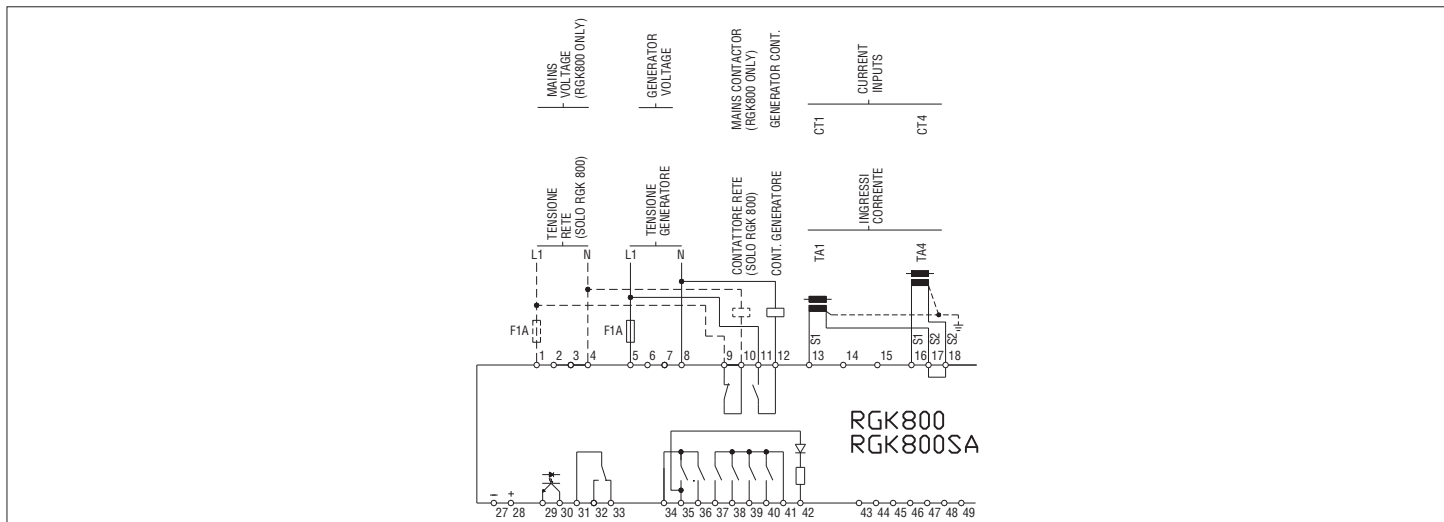 MAINS
VOLTAGE
(RGK800 ONLY)
GENERATOR
VOLTAGE
MAINS CONTACTOR
(RGK800 ONLY)
GENERATOR CONT.
CURRENT
INPUTS
CT1
CT4
TENSIONE
RETE
(SOLO RGK 800)
TENSIONE
GENERATORE
CONTATTORE RETE
(SOLO RGK 800)
CONT. GENERATORE
INGRESSI
CORRENTE
TA1
TA4
L1 N L1 N
F1A F1A
S1 S1 S2 S2
1 2 3 4 5 6 7 8 9 10 11 12 13 14 15 16 17 18
RGK800
RGK800SA
– +
27 28 29 30 31 32 33 34 35 36 37 38 39 40 41 42 43 44 45 46 47 48 49